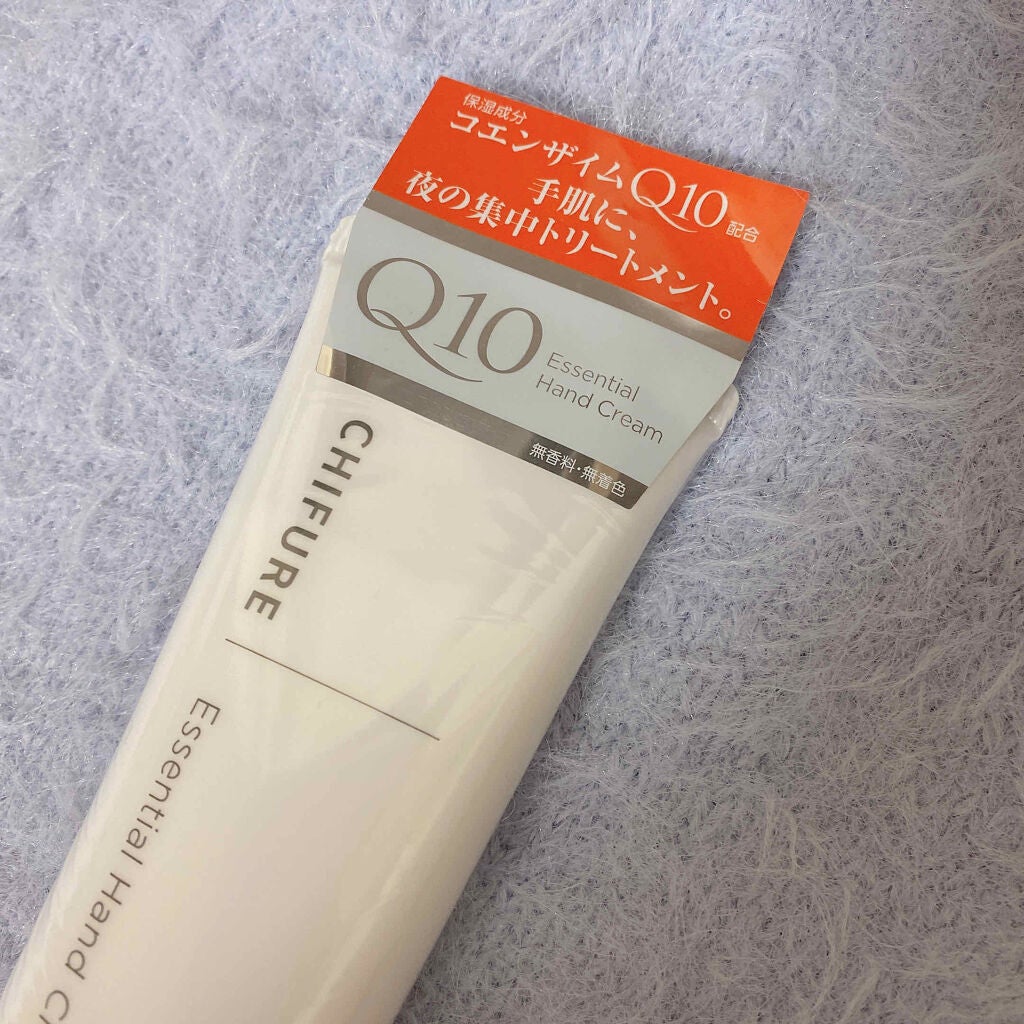 保湿成分
コエンザイムQ10配合
手肌に、
夜の集中トリートメント。
Q10
Essential
Hand Cream
無香料・無着色
CHIFURE
Essential Hand C